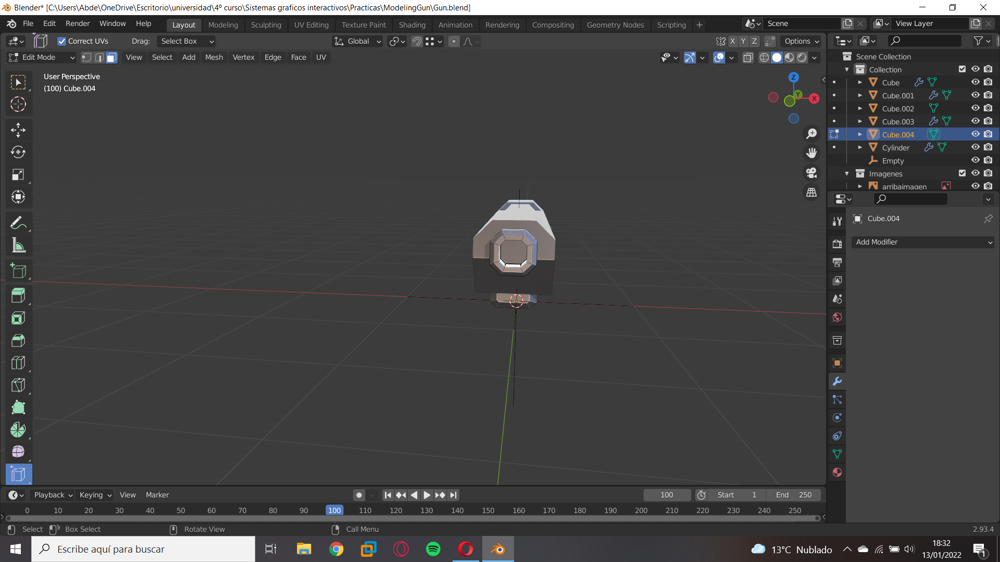 Blender* [C:\Users\Abde\OneDrive\Escritorio\universidad\4º curso\Sistemas graficos interactivos\Practicas\ModelingGun\Gun.blend]
File Edit Render Window Help Layout Modeling Sculpting UV Editing Texture Paint Shading Animation Rendering Compositing Geometry Nodes Scripting + Scene View Layer
Correct UVs Drag: Select Box Global X Y Z Options
Edit Mode View Select Add Mesh Vertex Edge Face UV
Scene Collection
Collection
Cube
Cube.001
Cube.002
Cube.003
Cube.004
Cylinder
Empty
Imagenes
arribaimagen
User Perspective
(100) Cube.004
Z
Y
X
Cube.004
Add Modifier
Playback Keying View Marker 100 Start 1 End 250
0 10 20 30 40 50 60 70 80 90 100 110 120 130 140 150 160 170 180 190 200 210 220 230 240 250
Select Box Select Rotate View Call Menu 2.93.4
Escribe aquí para buscar
13°C Nublado
18:32
13/01/2022
1